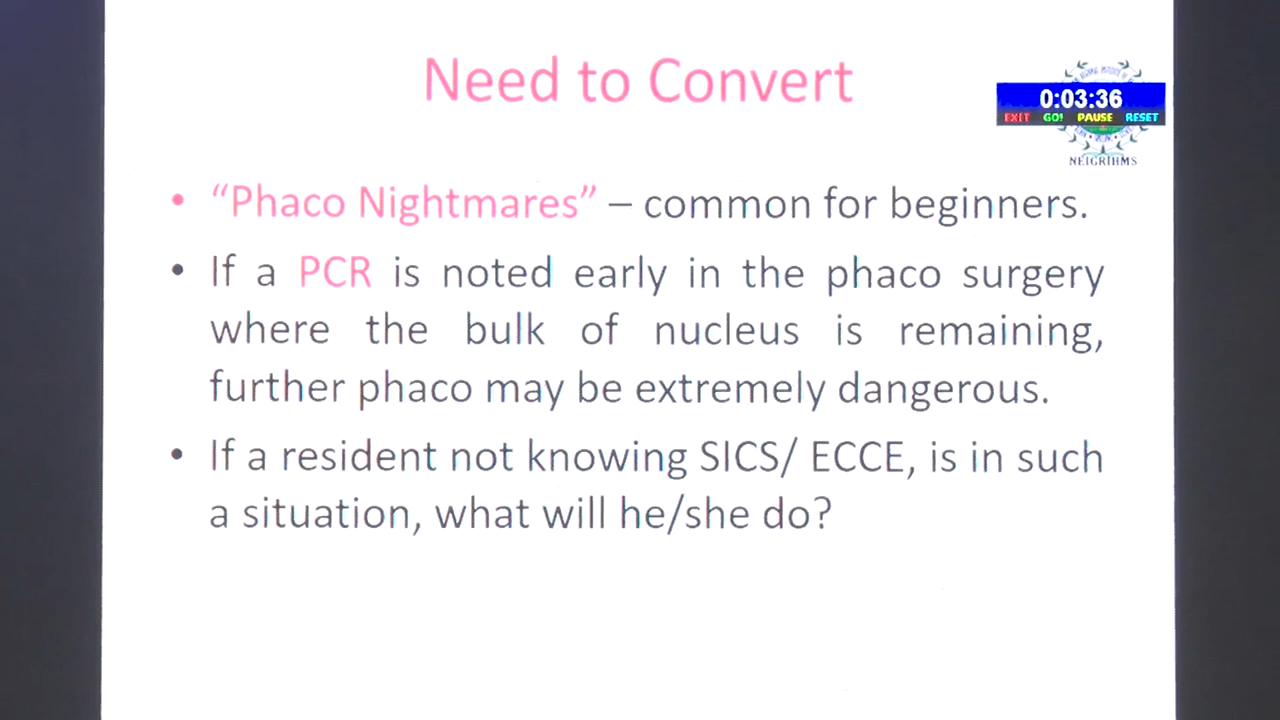 Need to Convert
0:03:36
EXIT GO! PAUSE RESET
NEIGRIHMS
• “Phaco Nightmares” – common for beginners.
• If a PCR is noted early in the phaco surgery
where the bulk of nucleus is remaining,
further phaco may be extremely dangerous.
• If a resident not knowing SICS/ ECCE, is in such
a situation, what will he/she do?